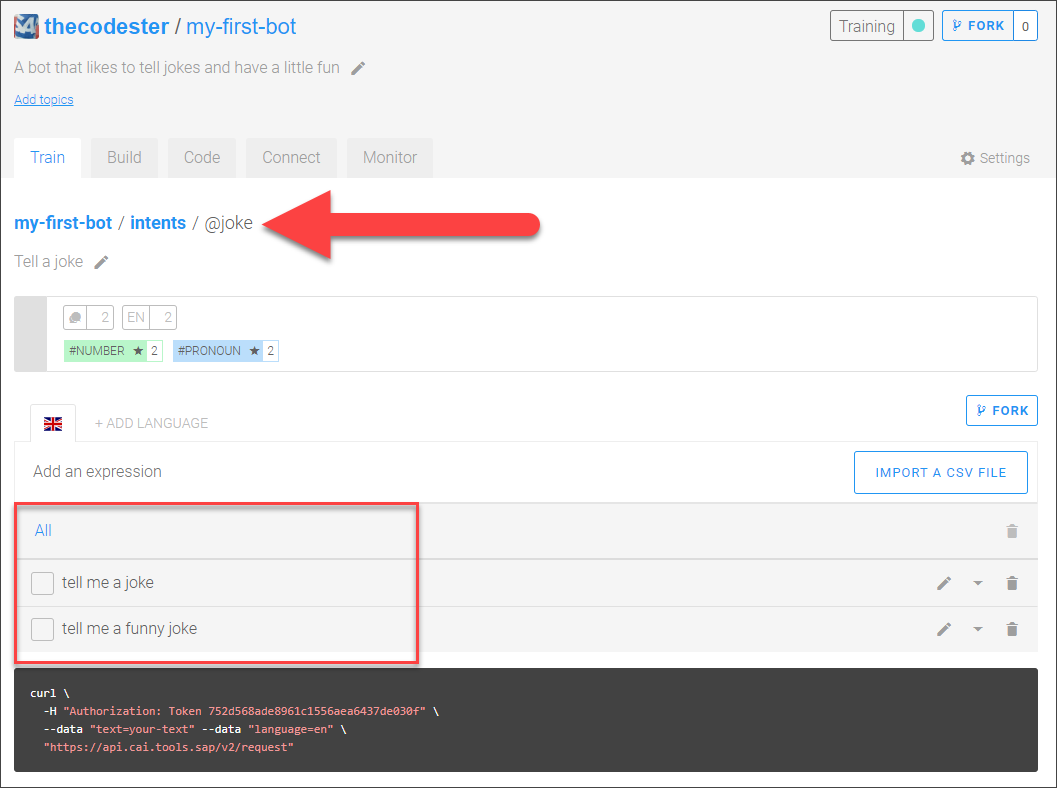 thecodester / my-first-bot
Training
FORK 0
A bot that likes to tell jokes and have a little fun
Add topics
Train Build Code Connect Monitor Settings
my-first-bot / intents / @joke
Tell a joke
2 EN 2
#NUMBER ★ 2 #PRONOUN ★ 2
+ ADD LANGUAGE
FORK
Add an expression
IMPORT A CSV FILE
All
tell me a joke
tell me a funny joke
curl \
-H "Authorization: Token 752d568ade8961c1556aea6437de030f" \
--data "text=your-text" --data "language=en" \
"https://api.cai.tools.sap/v2/request"